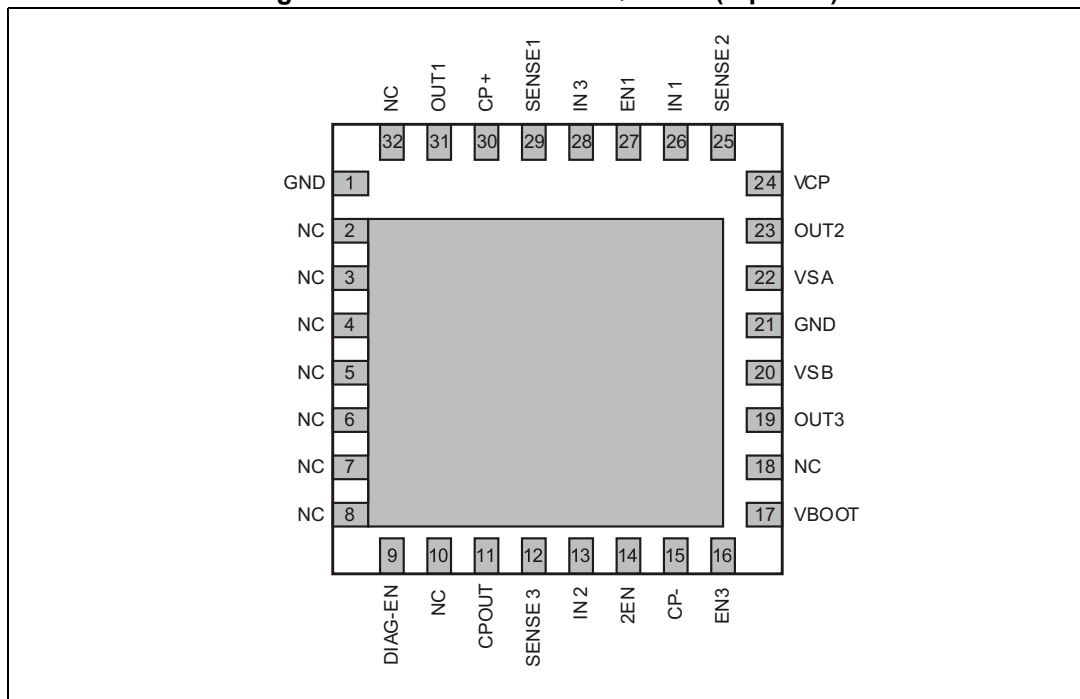 NC
OUT1
CP+
SENSE1
IN 3
EN1
IN 1
SENSE 2
32
31
30
29
28
27
26
25
GND 1
24 VCP
NC 2
23 OUT2
NC 3
22 VSA
NC 4
21 GND
NC 5
20 VSB
NC 6
19 OUT3
NC 7
18 NC
NC 8
17 VBOOT
9
10
11
12
13
14
15
16
DIAG-EN
NC
CPOUT
SENSE 3
IN 2
2EN
CP-
EN3